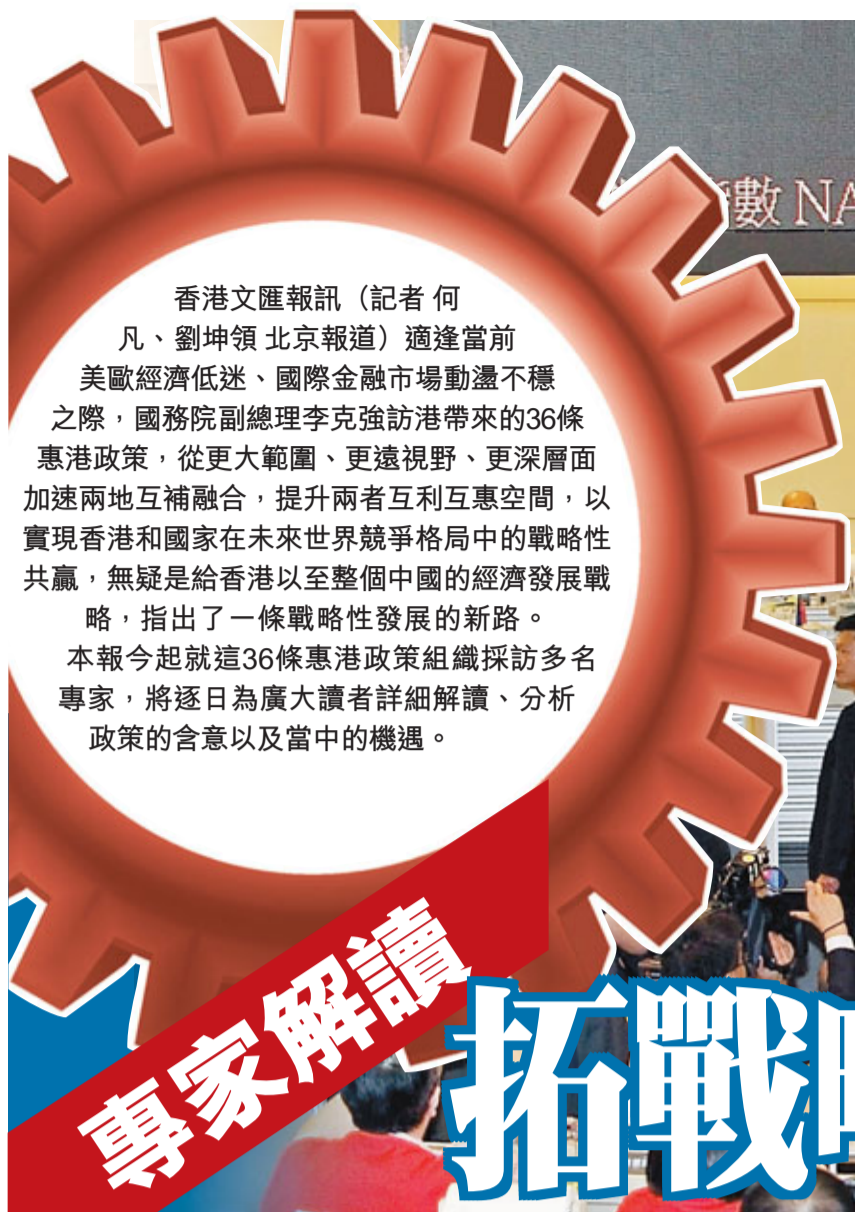 數 NA
香港文匯報訊（記者 何
凡、劉坤領 北京報道）適逢當前
美歐經濟低迷、國際金融市場動盪不穩
之際，國務院副總理李克強訪港帶來的36條
惠港政策，從更大範圍、更遠視野、更深層面
加速兩地互補融合，提升兩者互利互惠空間，以
實現香港和國家在未來世界競爭格局中的戰略性
共贏，無疑是給香港以至整個中國的經濟發展戰
略，指出了一條戰略性發展的新路。
本報今起就這36條惠港政策組織採訪多名
專家，將逐日為廣大讀者詳細解讀、分析
政策的含意以及當中的機遇。
專家解讀
拓戰